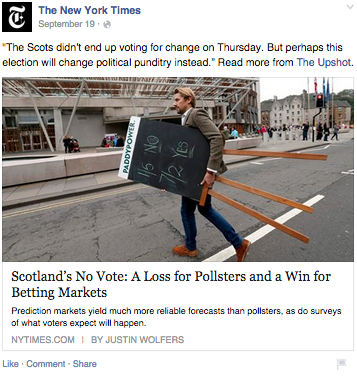 The New York Times
September 19 ·
"The Scots didn't end up voting for change on Thursday. But perhaps this
election will change political punditry instead." Read more from The Upshot.
PADDYPOWER.
1/5 NO
7/2 YES
Scotland's No Vote: A Loss for Pollsters and a Win for
Betting Markets
Prediction markets yield much more reliable forecasts than pollsters, as do surveys
of what voters expect will happen.
NYTIMES.COM | BY JUSTIN WOLFERS
Like · Comment · Share